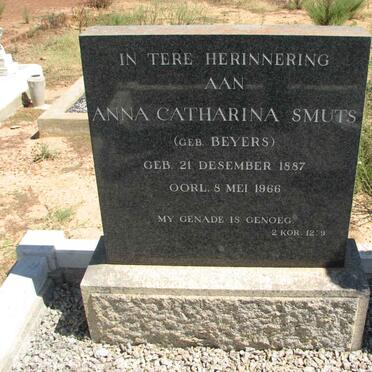 IN TERE HERINNERING
AAN
ANNA CATHARINA SMUTS
(GEB. BEYERS)
GEB. 21 DESEMBER 1887
OORL. 8 MEI 1966
MY GENADE IS GENOEG
2 KOR. 12:9